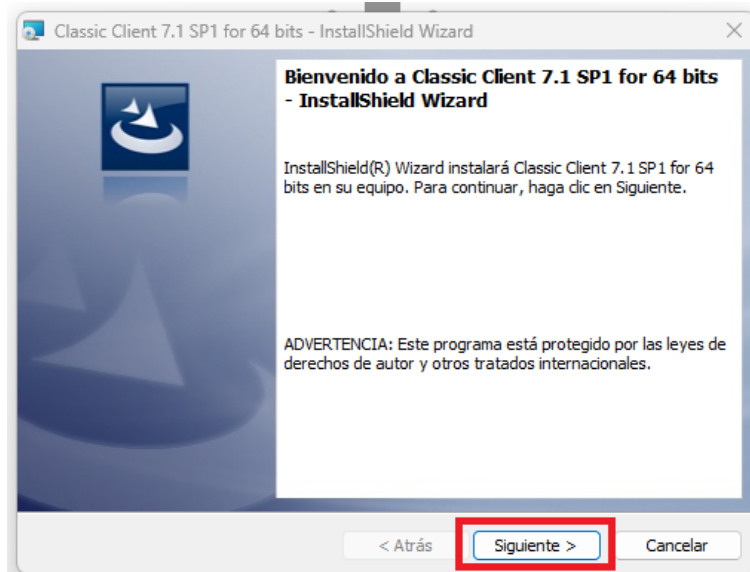 Classic Client 7.1 SP1 for 64 bits - InstallShield Wizard
Bienvenido a Classic Client 7.1 SP1 for 64 bits
- InstallShield Wizard
InstallShield(R) Wizard instalará Classic Client 7.1 SP1 for 64
bits en su equipo. Para continuar, haga clic en Siguiente.
ADVERTENCIA: Este programa está protegido por las leyes de
derechos de autor y otros tratados internacionales.
< Atrás
Siguiente >
Cancelar